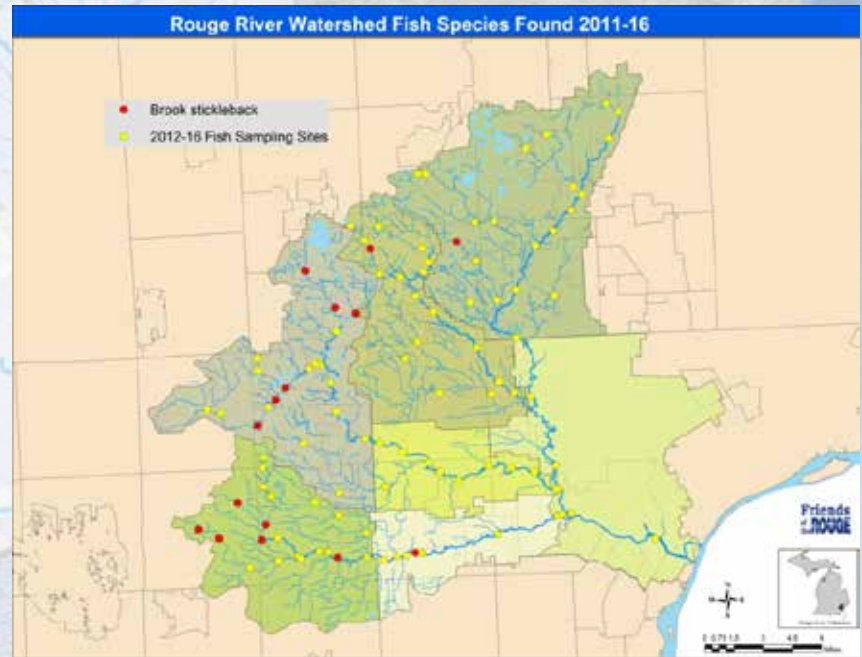 Rouge River Watershed Fish Species Found 2011-16
Brook stickleback
2012-16 Fish Sampling Sites
Friends
of the ROUGE
Miles